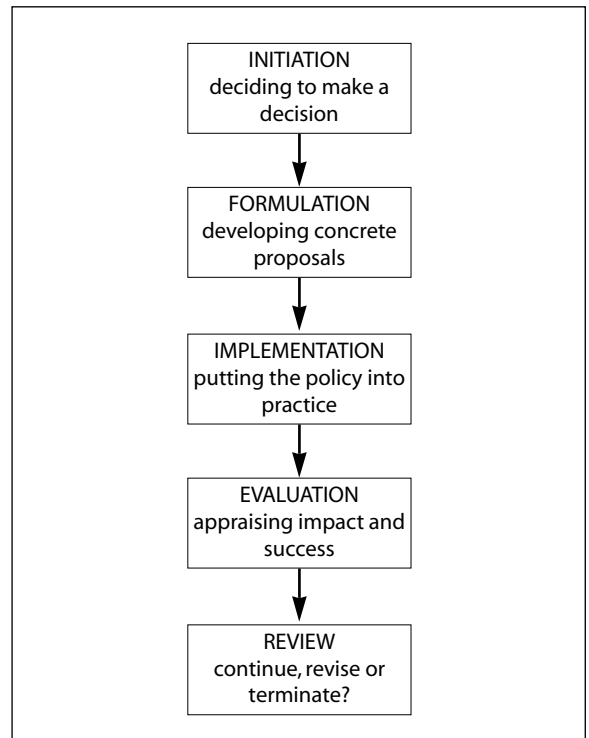 INITIATION
deciding to make a
decision
FORMULATION
developing concrete
proposals
IMPLEMENTATION
putting the policy into
practice
EVALUATION
appraising impact and
success
REVIEW
continue, revise or
terminate?